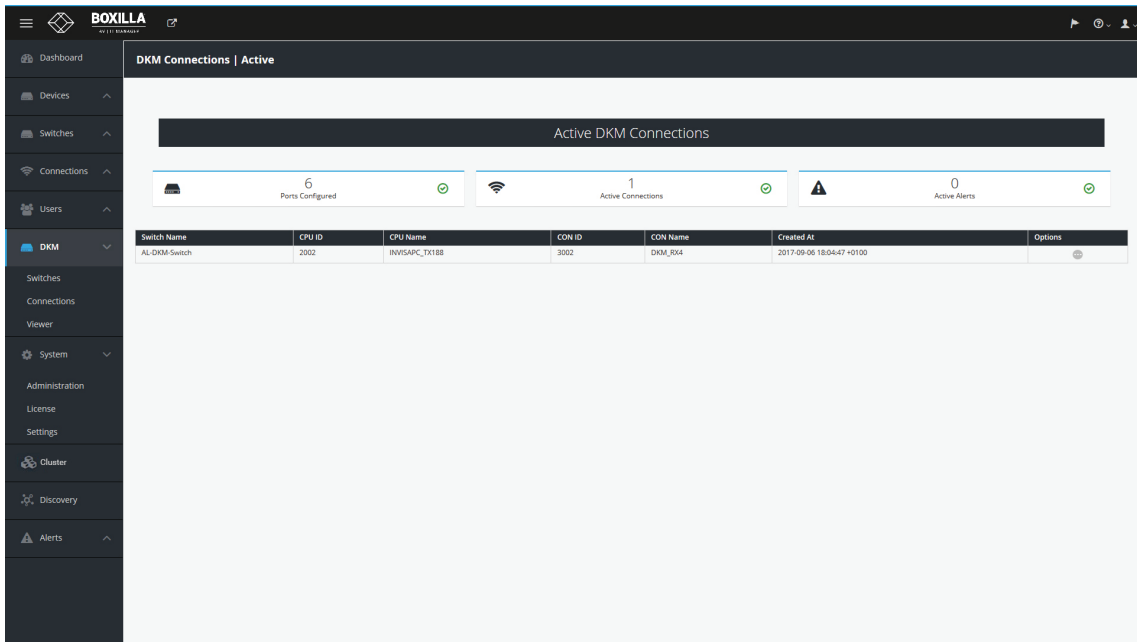 BOXILLA
AV / IT MANAGER
Dashboard
DKM Connections | Active
Devices
Switches
Active DKM Connections
Connections
6
Ports Configured
1
Active Connections
0
Active Alerts
Users
Switch Name CPU ID CPU Name CON ID CON Name Created At Options
AL-DKM-Switch 2002 INVISAPC_TX188 3002 DKM_RX4 2017-09-06 18:04:47 +0100
DKM
Switches
Connections
Viewer
System
Administration
License
Settings
Cluster
Discovery
Alerts